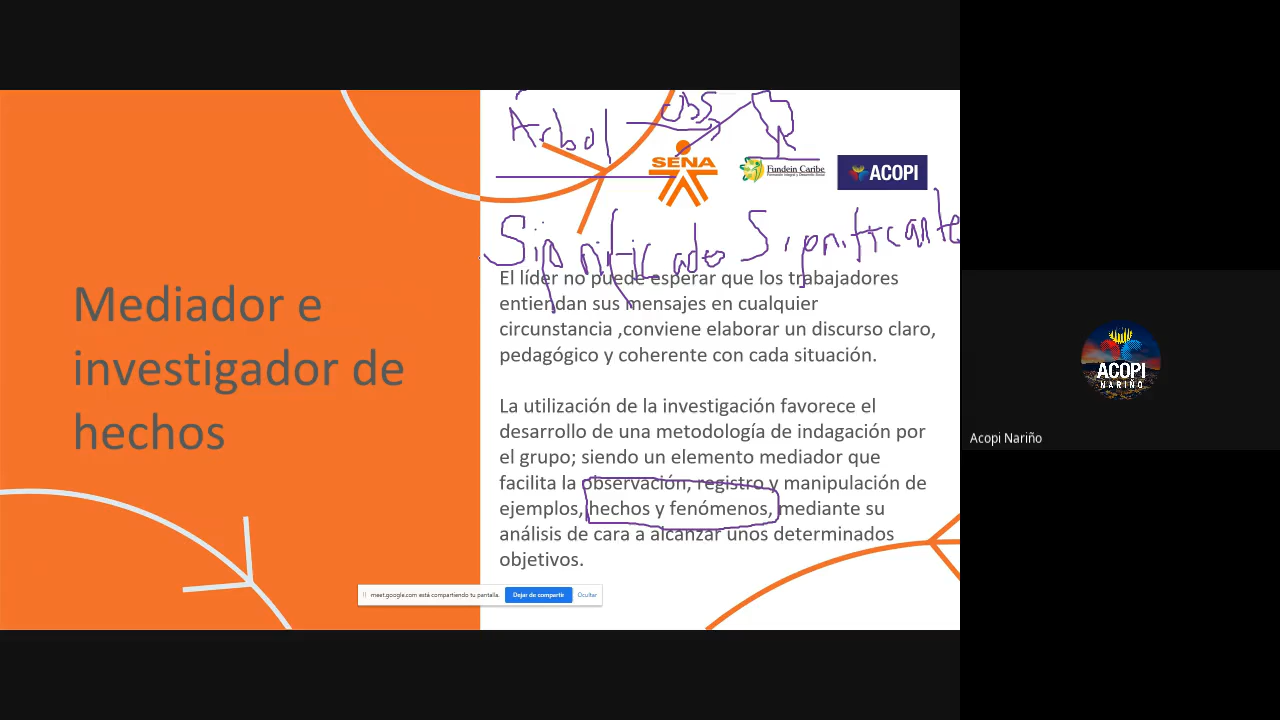 Árbol
OBS
SENA
Fundein Caribe
ACOPI
Significado Significante
Mediador e
investigador de
hechos
El líder no puede esperar que los trabajadores
entiendan sus mensajes en cualquier
circunstancia ,conviene elaborar un discurso claro,
pedagógico y coherente con cada situación.
La utilización de la investigación favorece el
desarrollo de una metodología de indagación por
el grupo; siendo un elemento mediador que
facilita la observación, registro y manipulación de
ejemplos, hechos y fenómenos, mediante su
análisis de cara a alcanzar unos determinados
objetivos.
meet.google.com está compartiendo tu pantalla. Dejar de compartir Ocultar
ACOPI
NARIÑO
Acopi Nariño